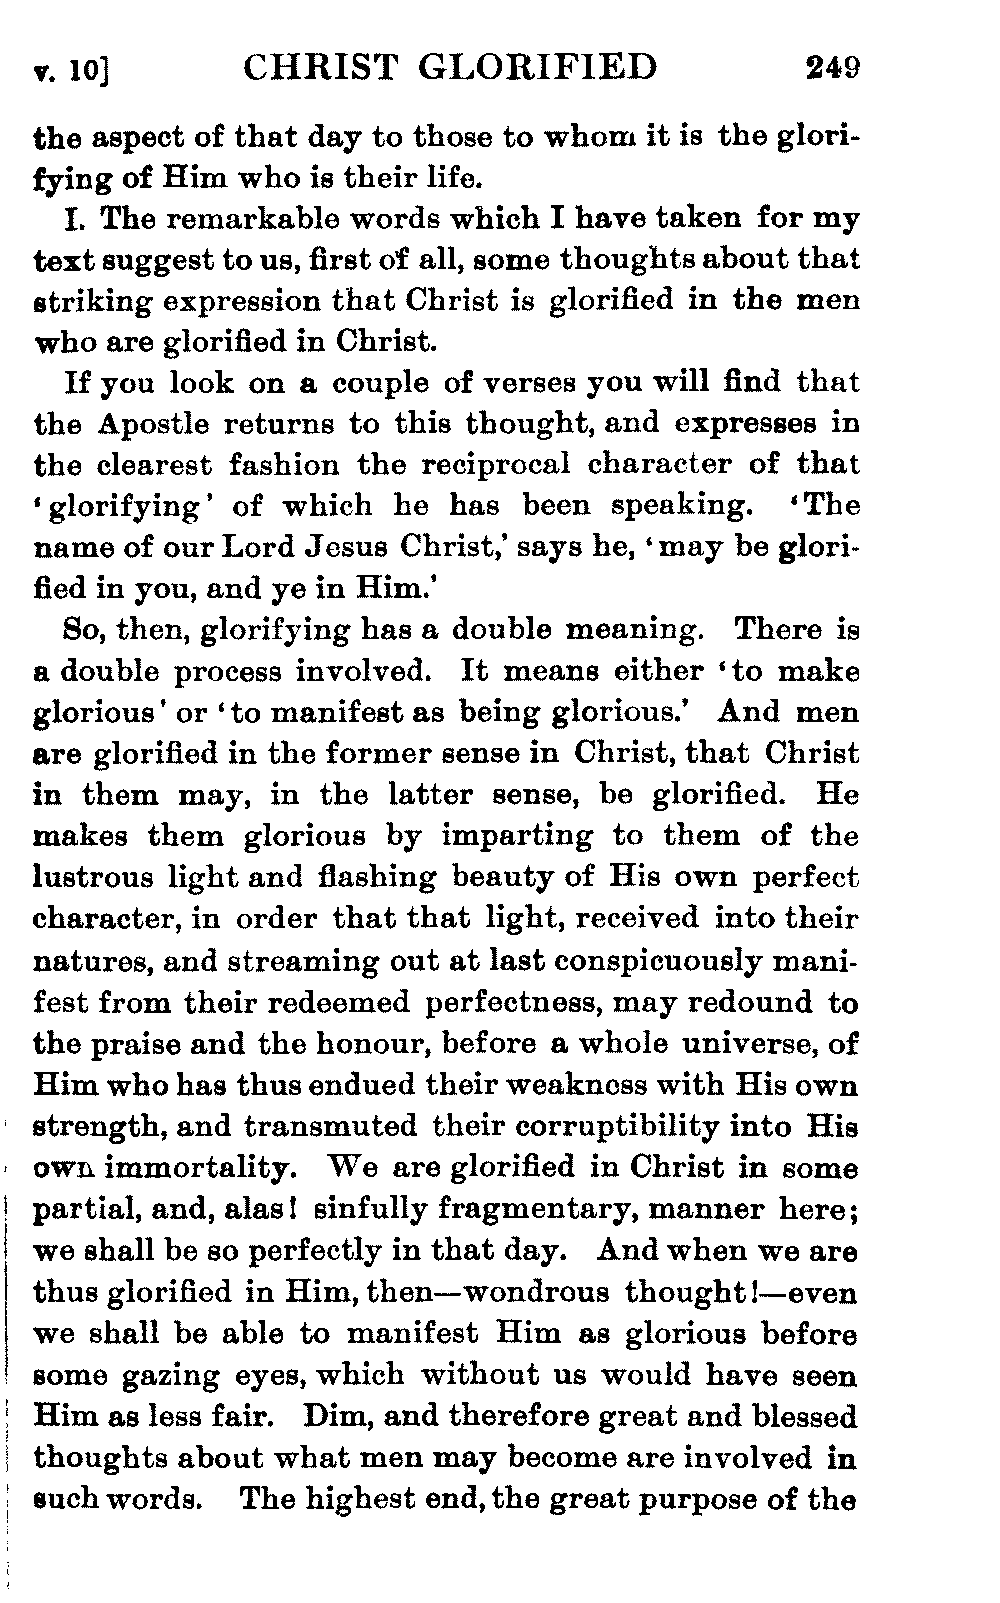 v. 10] CHRIST GLORIFIED 249
the aspect of that day to those to whom it is the glori-
fying of Him who is their life.
I. The remarkable words which I have taken for my
text suggest to us, first of all, some thoughts about that
striking expression that Christ is glorified in the men
who are glorified in Christ.
If you look on a couple of verses you will find that
the Apostle returns to this thought, and expresses in
the clearest fashion the reciprocal character of that
‘glorifying’ of which he has been speaking. ‘The
name of our Lord Jesus Christ,’ says he, ‘may be glori-
fied in you, and ye in Him.’
So, then, glorifying has a double meaning. There is
a double process involved. It means either ‘to make
glorious’ or ‘to manifest as being glorious.’ And men
are glorified in the former sense in Christ, that Christ
in them may, in the latter sense, be glorified. He
makes them glorious by imparting to them of the
lustrous light and flashing beauty of His own perfect
character, in order that that light, received into their
natures, and streaming out at last conspicuously mani-
fest from their redeemed perfectness, may redound to
the praise and the honour, before a whole universe, of
Him who has thus endued their weakness with His own
strength, and transmuted their corruptibility into His
own immortality. We are glorified in Christ in some
partial, and, alas! sinfully fragmentary, manner here;
we shall be so perfectly in that day. And when we are
thus glorified in Him, then—wondrous thought!—even
we shall be able to manifest Him as glorious before
some gazing eyes, which without us would have seen
Him as less fair. Dim, and therefore great and blessed
thoughts about what men may become are involved in
such words. The highest end, the great purpose of the